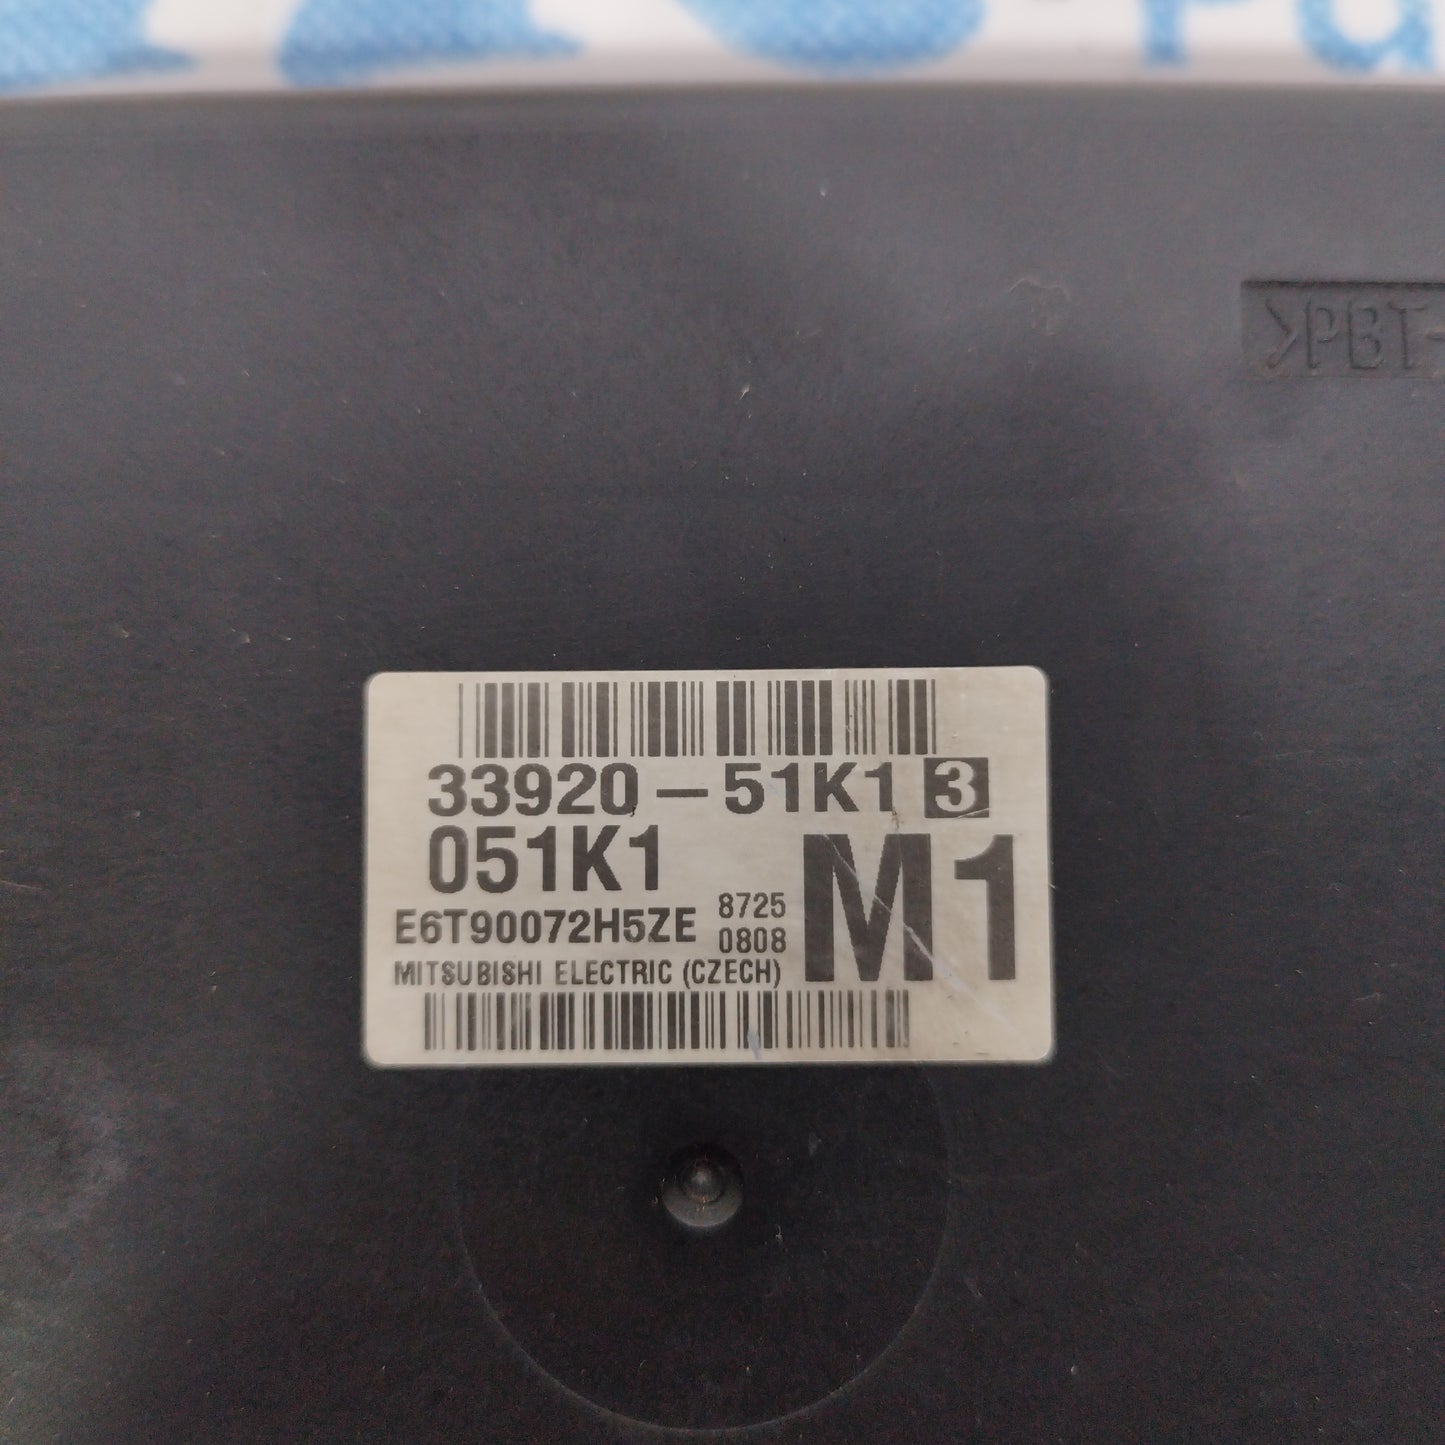 >PBT-
33920-51K1 3
051K1
M1
E6T90072H5ZE
8725
0808
MITSUBISHI ELECTRIC (CZECH)